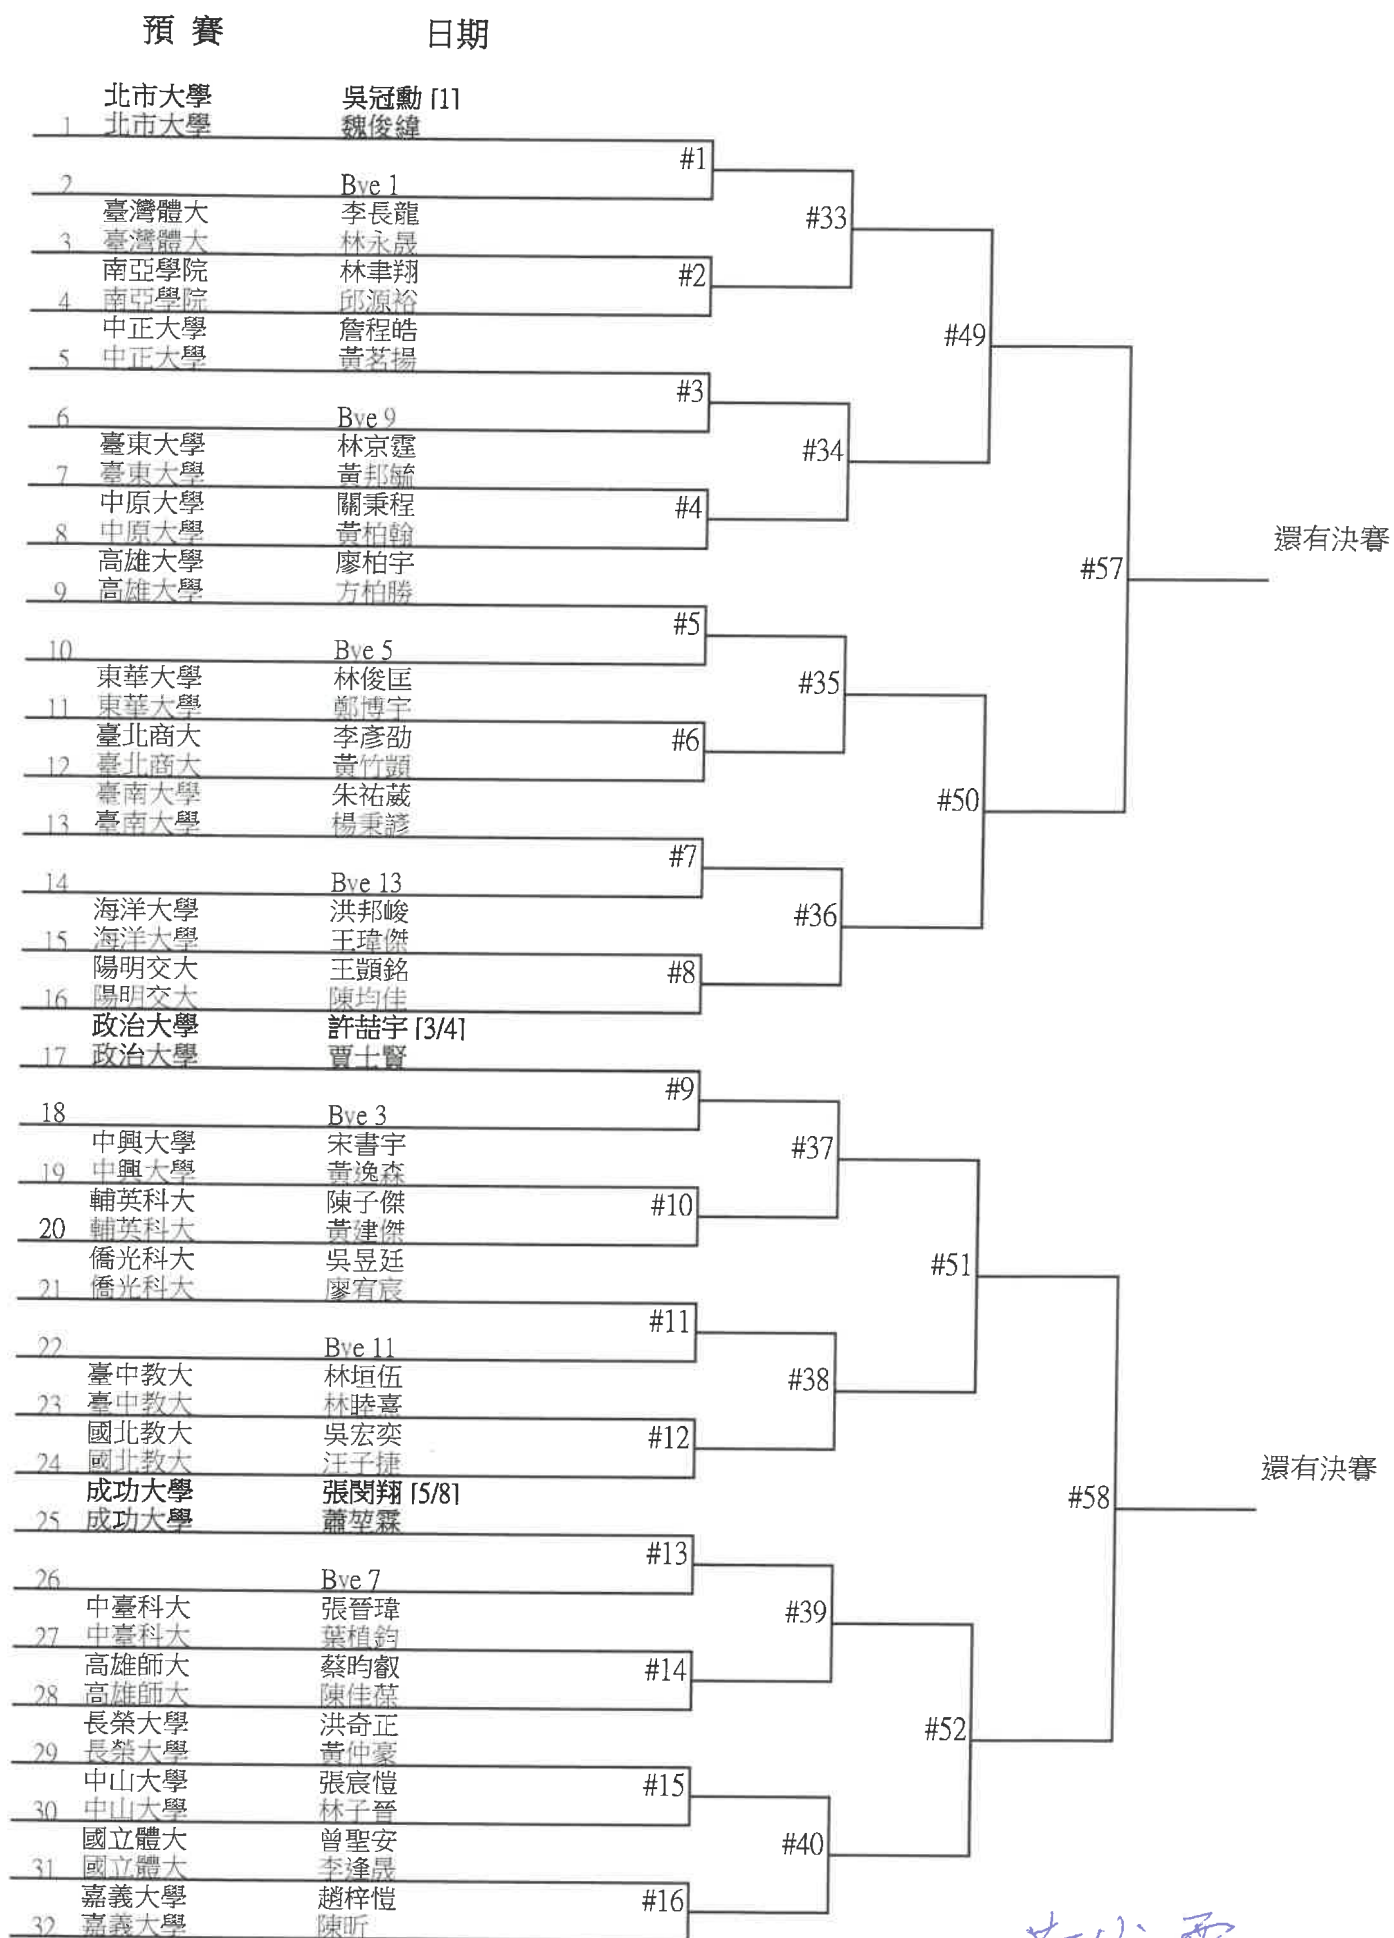 預 賽 日期
北市大學 吳冠勳 [1]
1 北市大學 魏俊緯
#1
2 Bye 1
臺灣體大 李長龍
#33
3 臺灣體大 林永晟
南亞學院 林聿翔
#2
4 南亞學院 邱源裕
中正大學 詹程皓
#49
5 中正大學 黃茗揚
#3
6 Bye 9
臺東大學 林京霆
#34
7 臺東大學 黃邦毓
中原大學 關秉程
#4
8 中原大學 黃柏翰
還有決賽
高雄大學 廖柏宇
#57
9 高雄大學 方柏勝
#5
10 Bye 5
東華大學 林俊匡
#35
11 東華大學 鄭博宇
臺北商大 李彥劭
#6
12 臺北商大 黃竹顗
臺南大學 朱祐葳
#50
13 臺南大學 楊秉諺
#7
14 Bye 13
海洋大學 洪邦峻
#36
15 海洋大學 王瑋傑
陽明交大 王顗銘
#8
16 陽明交大 陳均佳
政治大學 許喆宇 [3/4]
17 政治大學 賈士賢
#9
18 Bye 3
中興大學 宋書宇
#37
19 中興大學 黃逸森
輔英科大 陳子傑
#10
20 輔英科大 黃建傑
僑光科大 吳昱廷
#51
21 僑光科大 廖宥宸
#11
22 Bye 11
臺中教大 林垣伍
#38
23 臺中教大 林睦熹
國北教大 吳宏奕
#12
24 國北教大 汪子捷
還有決賽
成功大學 張閔翔 [5/8]
#58
25 成功大學 蕭堃霖
#13
26 Bye 7
中臺科大 張晉瑋
#39
27 中臺科大 葉植鈞
高雄師大 蔡昀叡
#14
28 高雄師大 陳佳葆
長榮大學 洪奇正
#52
29 長榮大學 黃仲豪
中山大學 張宸愷
#15
30 中山大學 林子晉
國立體大 曾聖安
#40
31 國立體大 李逢晟
嘉義大學 趙梓愷
#16
32 嘉義大學 陳昕